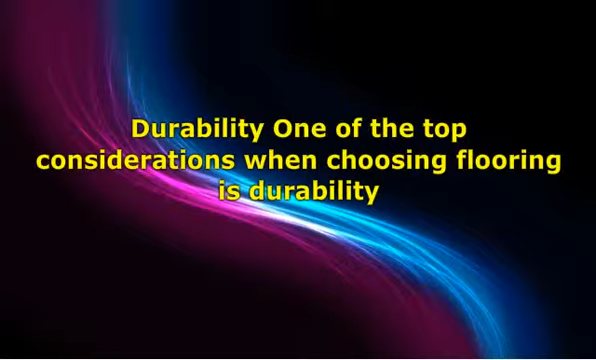 Durability One of the top
considerations when choosing flooring
is durability